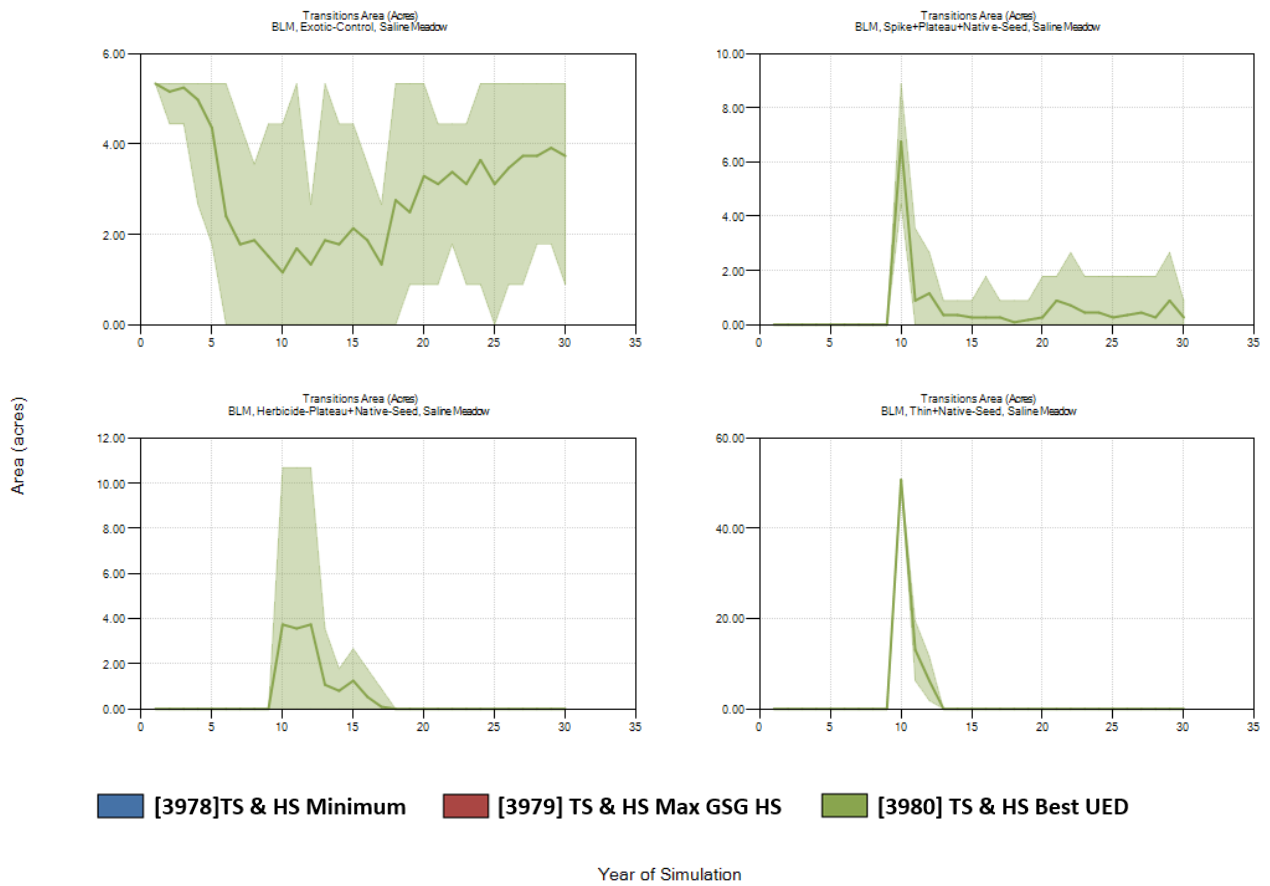 Transitions Area (Acres)
BLM, Exotic-Control, Saline Meadow
6.00
4.00
2.00
0.00
0 5 10 15 20 25 30 35
Transitions Area (Acres)
BLM, Spike+Plateau+Native-Seed, Saline Meadow
10.00
8.00
6.00
4.00
2.00
0.00
0 5 10 15 20 25 30 35
Area (acres)
Transitions Area (Acres)
BLM, Herbicide-Plateau+Native-Seed, Saline Meadow
12.00
10.00
8.00
6.00
4.00
2.00
0.00
0 5 10 15 20 25 30 35
Transitions Area (Acres)
BLM, Thin+Native-Seed, Saline Meadow
60.00
40.00
20.00
0.00
0 5 10 15 20 25 30 35
[3978]TS & HS Minimum [3979] TS & HS Max GSG HS [3980] TS & HS Best UED
Year of Simulation